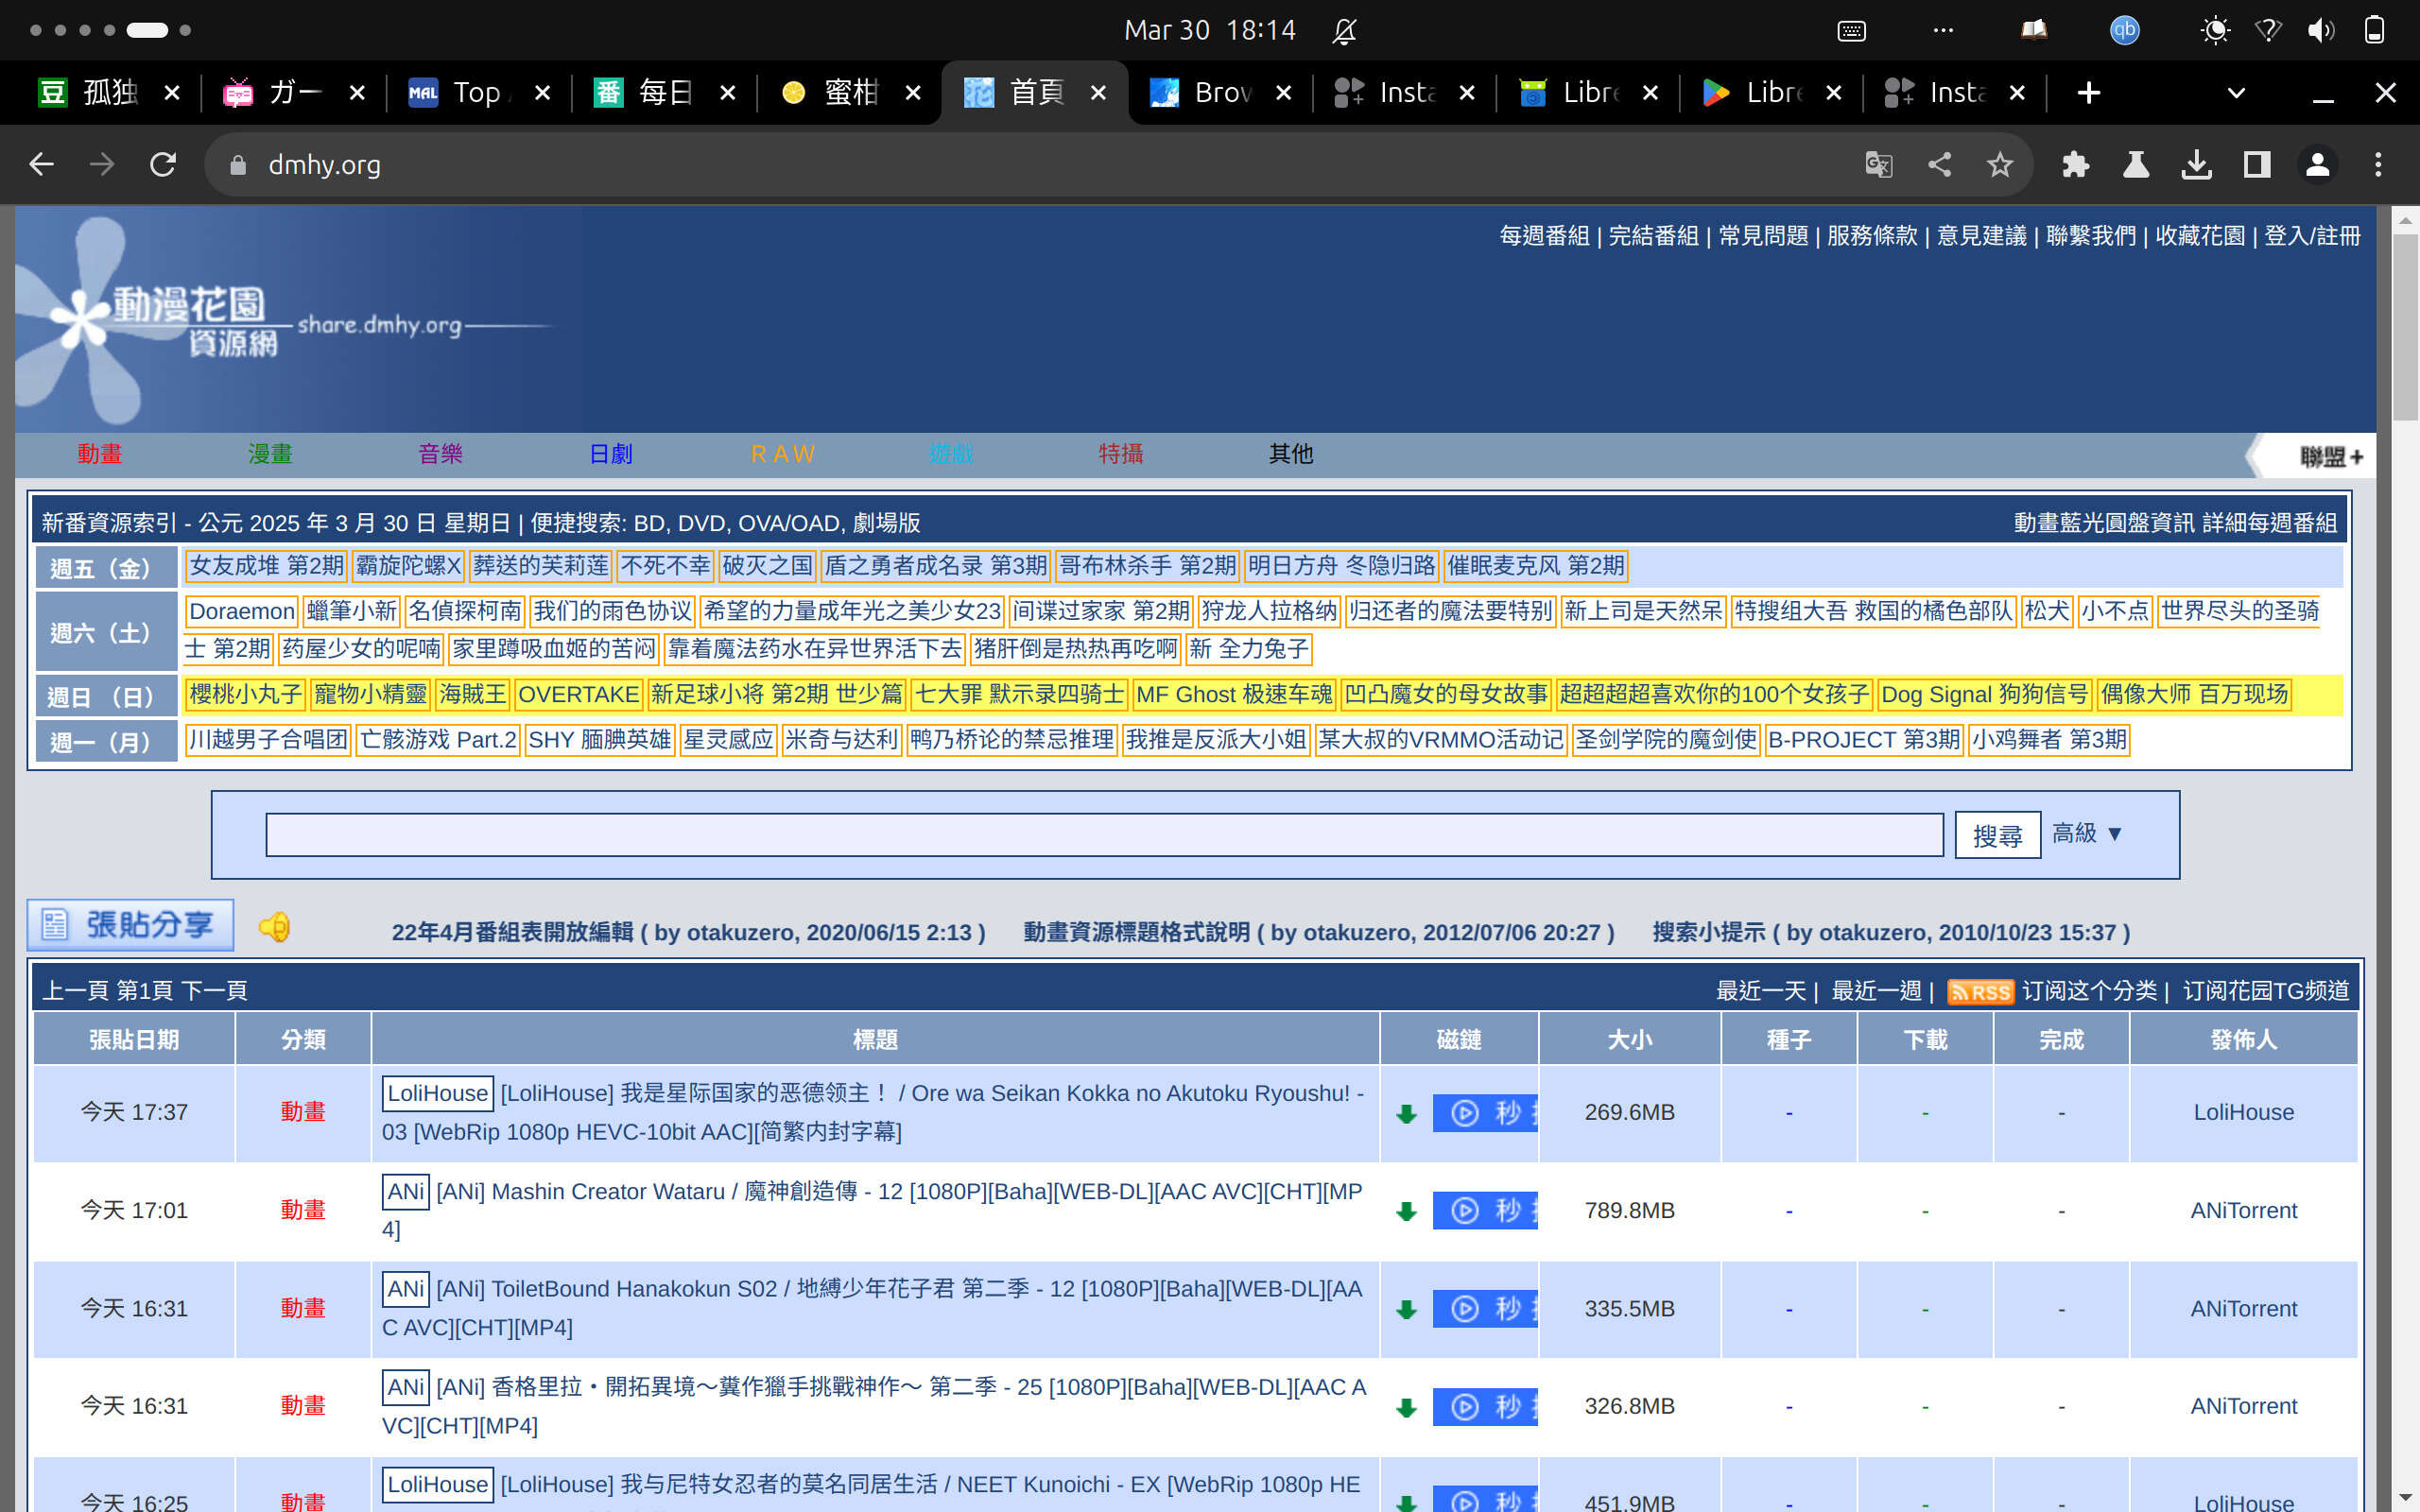 Mar 30 18:14
qb
豆 孤独
ガー
MAL Top
番 每日
蜜柑
花 首頁
Brow
Insta
Libre
Libre
Insta
dmhy.org
每週番組 | 完結番組 | 常見問題 | 服務條款 | 意見建議 | 聯繫我們 | 收藏花園 | 登入/註冊
動漫花園
資源網
share.dmhy.org
動畫 漫畫 音樂 日劇 R A W 遊戲 特攝 其他
聯盟+
新番資源索引 - 公元 2025 年 3 月 30 日 星期日 | 便捷搜索: BD, DVD, OVA/OAD, 劇場版
動畫藍光圓盤資訊 詳細每週番組
週五（金） 女友成堆 第2期 霸旋陀螺X 葬送的芙莉莲 不死不幸 破灭之国 盾之勇者成名录 第3期 哥布林杀手 第2期 明日方舟 冬隐归路 催眠麦克风 第2期
週六（土） Doraemon 蠟筆小新 名偵探柯南 我们的雨色协议 希望的力量成年光之美少女23 间谍过家家 第2期 狩龙人拉格纳 归还者的魔法要特别 新上司是天然呆 特搜组大吾 救国的橘色部队 松犬 小不点 世界尽头的圣骑
士 第2期 药屋少女的呢喃 家里蹲吸血姬的苦闷 靠着魔法药水在异世界活下去 猪肝倒是热热再吃啊 新 全力兔子
週日 （日） 櫻桃小丸子 寵物小精靈 海賊王 OVERTAKE 新足球小将 第2期 世少篇 七大罪 默示录四骑士 MF Ghost 极速车魂 凹凸魔女的母女故事 超超超超喜欢你的100个女孩子 Dog Signal 狗狗信号 偶像大师 百万现场
週一（月） 川越男子合唱团 亡骸游戏 Part.2 SHY 腼腆英雄 星灵感应 米奇与达利 鸭乃桥论的禁忌推理 我推是反派大小姐 某大叔的VRMMO活动记 圣剑学院的魔剑使 B-PROJECT 第3期 小鸡舞者 第3期
搜尋 高級 ▼
張貼分享
22年4月番組表開放編輯 ( by otakuzero, 2020/06/15 2:13 ) 動畫資源標題格式說明 ( by otakuzero, 2012/07/06 20:27 ) 搜索小提示 ( by otakuzero, 2010/10/23 15:37 )
上一頁 第1頁 下一頁
最近一天 | 最近一週 | RSS 订阅这个分类 | 订阅花园TG频道
張貼日期 分類 標題 磁鏈 大小 種子 下載 完成 發佈人
今天 17:37 動畫 LoliHouse [LoliHouse] 我是星际国家的恶德领主！ / Ore wa Seikan Kokka no Akutoku Ryoushu! -
03 [WebRip 1080p HEVC-10bit AAC][简繁内封字幕]
秒 269.6MB - - - LoliHouse
今天 17:01 動畫 ANi [ANi] Mashin Creator Wataru / 魔神創造傳 - 12 [1080P][Baha][WEB-DL][AAC AVC][CHT][MP
4]
秒 789.8MB - - - ANiTorrent
今天 16:31 動畫 ANi [ANi] ToiletBound Hanakokun S02 / 地縛少年花子君 第二季 - 12 [1080P][Baha][WEB-DL][AA
C AVC][CHT][MP4]
秒 335.5MB - - - ANiTorrent
今天 16:31 動畫 ANi [ANi] 香格里拉・開拓異境～糞作獵手挑戰神作～ 第二季 - 25 [1080P][Baha][WEB-DL][AAC A
VC][CHT][MP4]
秒 326.8MB - - - ANiTorrent
今天 16:25 動畫 LoliHouse [LoliHouse] 我与尼特女忍者的莫名同居生活 / NEET Kunoichi - EX [WebRip 1080p HE
秒 451.9MB - - - LoliHouse